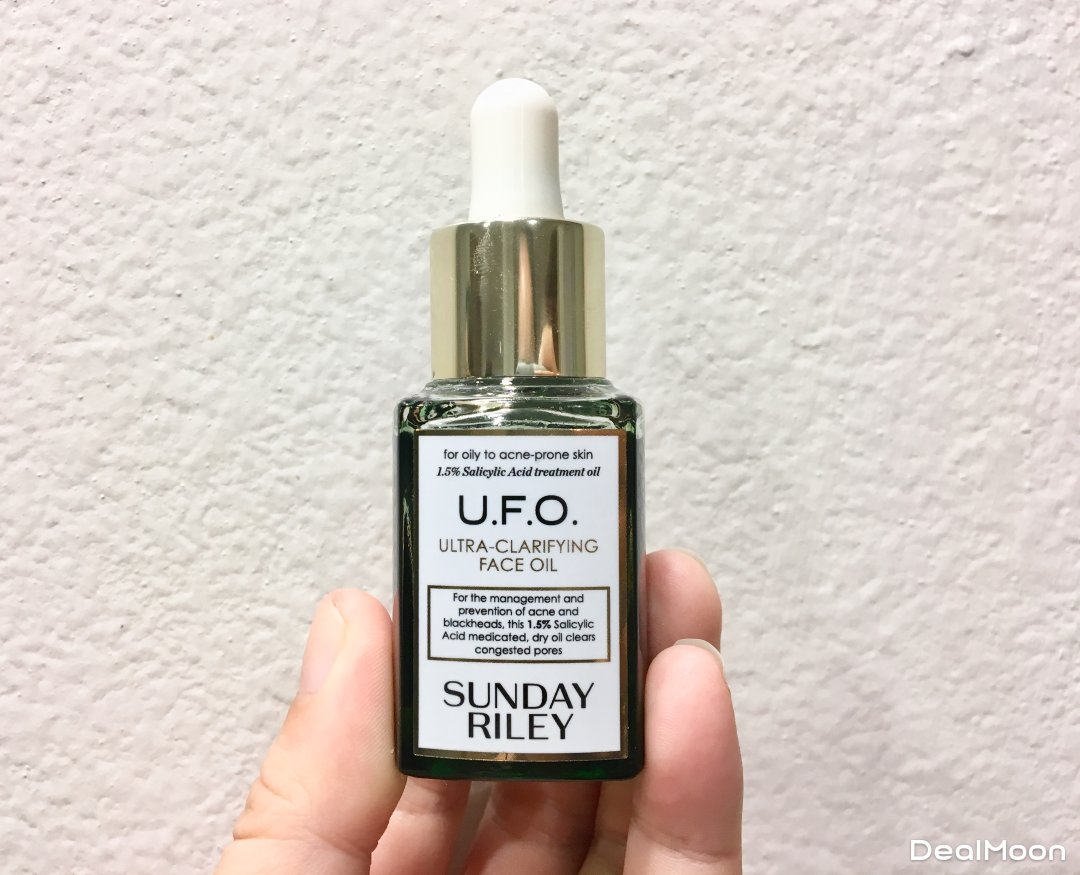 for oily to acne-prone skin
1.5% Salicylic Acid treatment oil
U.F.O.
ULTRA-CLARIFYING
FACE OIL
For the management and
prevention of acne and
blackheads, this 1.5% Salicylic
Acid medicated, dry oil clears
congested pores
SUNDAY
RILEY
DealMoon